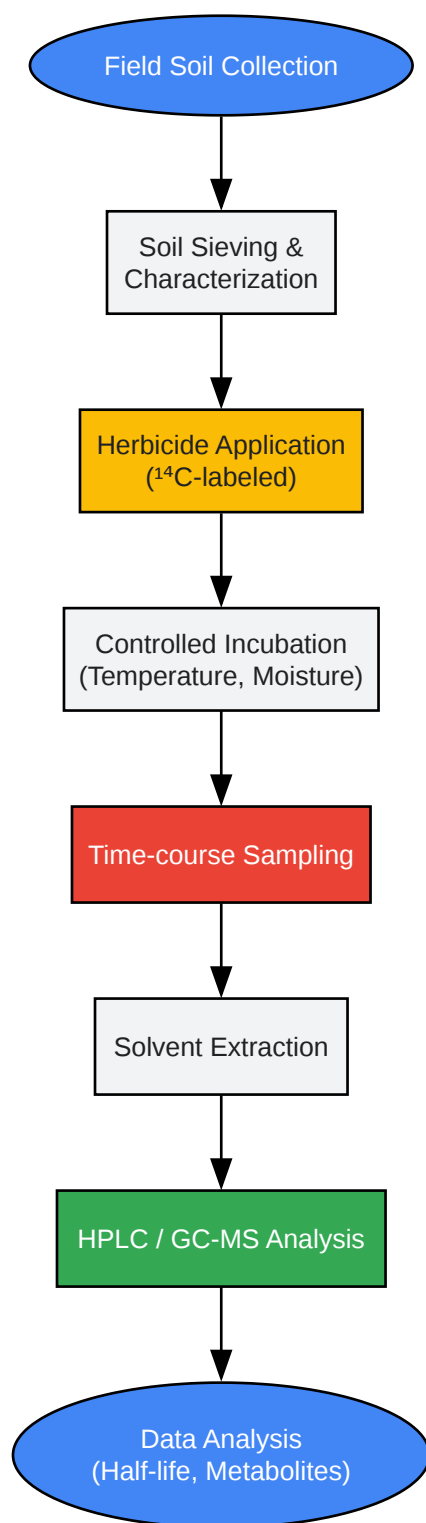 Field Soil Collection
Soil Sieving &
Characterization
Herbicide Application
(¹⁴C-labeled)
Controlled Incubation
(Temperature, Moisture)
Time-course Sampling
Solvent Extraction
HPLC / GC-MS Analysis
Data Analysis
(Half-life, Metabolites)